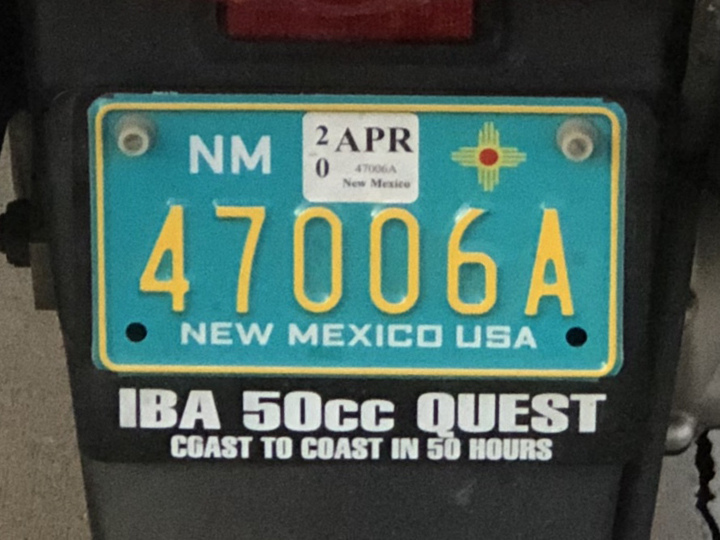 NM
2 APR
0
47006A
New Mexico
47006A
NEW MEXICO USA
IBA 50cc QUEST
COAST TO COAST IN 50 HOURS